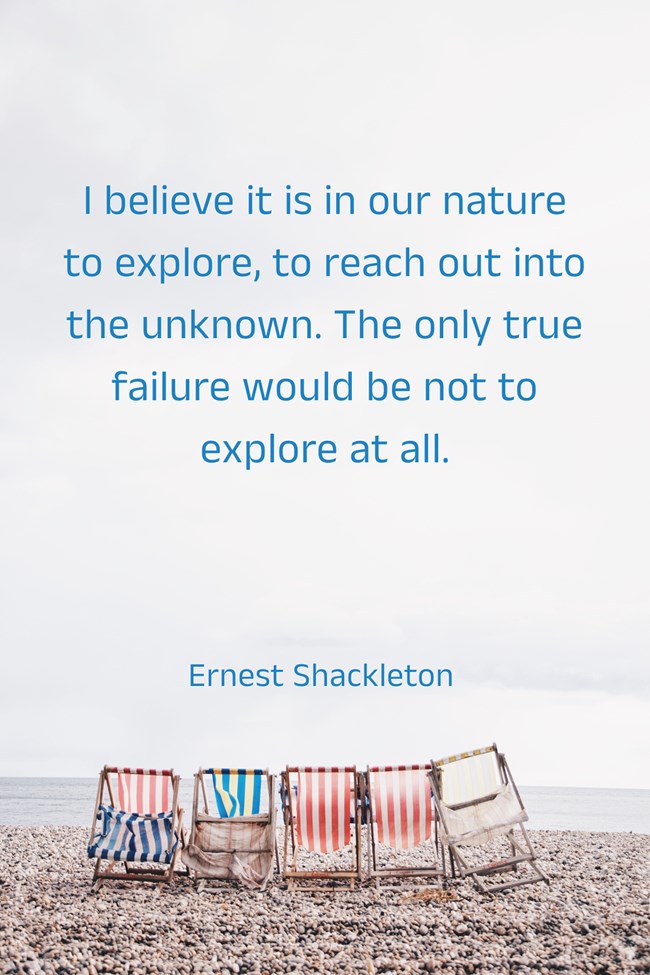 I believe it is in our nature
to explore, to reach out into
the unknown. The only true
failure would be not to
explore at all.
Ernest Shackleton